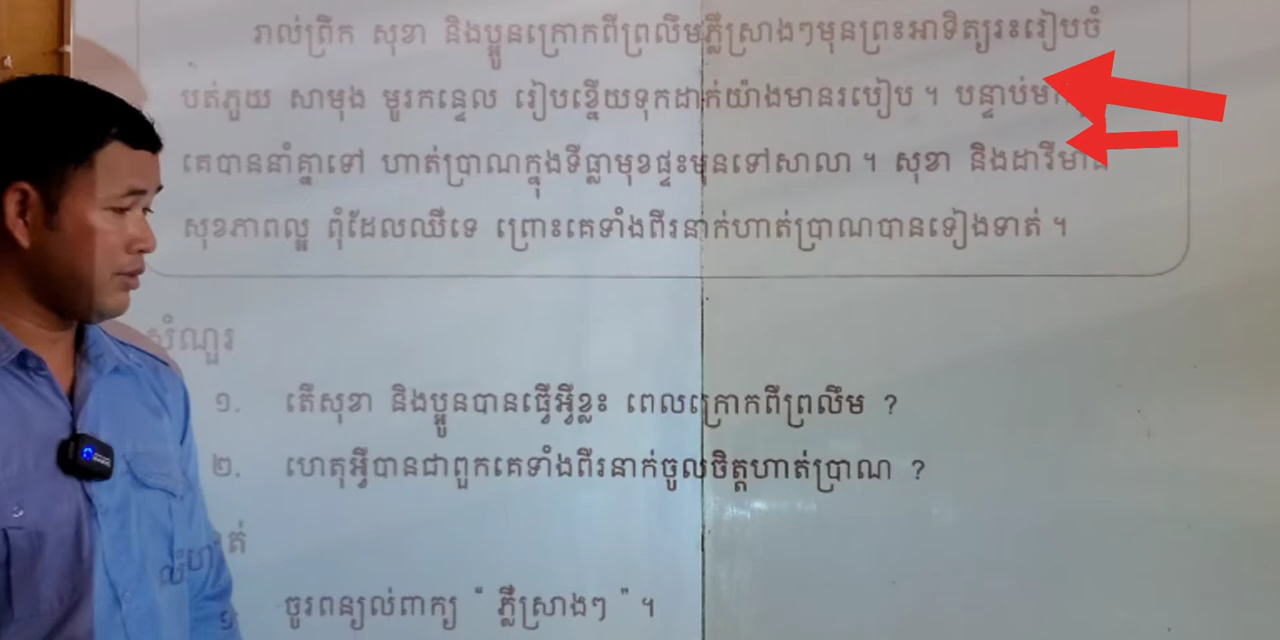 រាល់ព្រឹក សុខា និងប្អូនក្រោកពីព្រលឹមភ្លឺស្រាងៗមុនព្រះអាទិត្យរះរៀបចំ
បត់ភួយ សាមុង មូរកន្ទេល រៀបខ្នើយទុកដាក់យ៉ាងមានរបៀប ។ បន្ទាប់មក
គេបាននាំគ្នាទៅ ហាត់ប្រាណក្នុងទីធ្លាមុខផ្ទះមុនទៅសាលា ។ សុខា និងដារីមាន
សុខភាពល្អ ពុំដែលឈឺទេ ព្រោះគេទាំងពីរនាក់ហាត់ប្រាណបានទៀងទាត់ ។
សំណួរ
១. តើសុខា និងប្អូនបានធ្វើអ្វីខ្លះ ពេលក្រោកពីព្រលឹម ?
២. ហេតុអ្វីបានជាពួកគេទាំងពីរនាក់ចូលចិត្តហាត់ប្រាណ ?
លំហាត់
១. ចូរពន្យល់ពាក្យ " ភ្លឺស្រាងៗ " ។